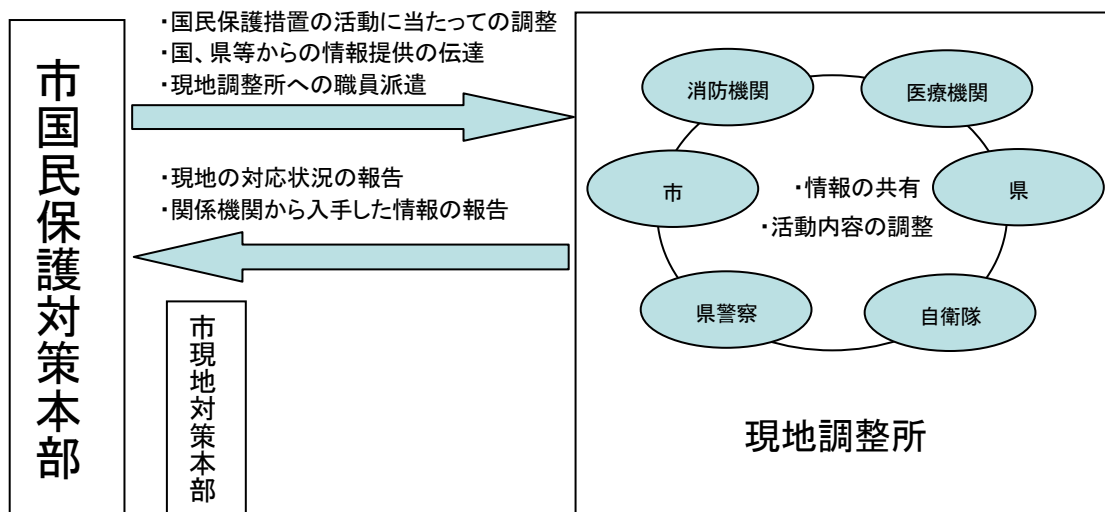 市国民保護対策本部
・国民保護措置の活動に当たっての調整
・国、県等からの情報提供の伝達
・現地調整所への職員派遣
・現地の対応状況の報告
・関係機関から入手した情報の報告
市現地対策本部
消防機関
医療機関
市
・情報の共有
県
・活動内容の調整
県警察
自衛隊
現地調整所